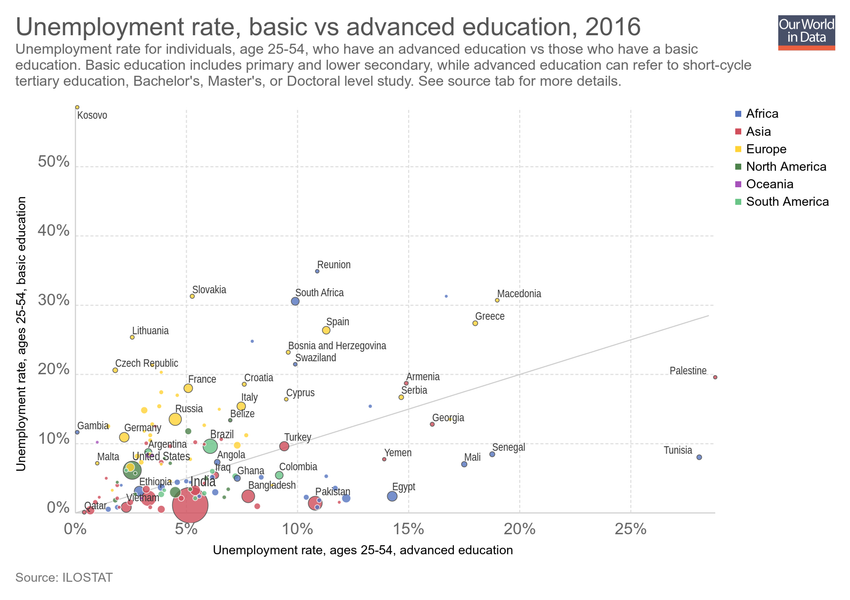 Unemployment rate, basic vs advanced education, 2016
Our World
in Data
Unemployment rate for individuals, age 25-54, who have an advanced education vs those who have a basic
education. Basic education includes primary and lower secondary, while advanced education can refer to short-cycle
tertiary education, Bachelor's, Master's, or Doctoral level study. See source tab for more details.
Kosovo
Africa
Asia
Europe
North America
Oceania
South America
50%
40%
30%
20%
10%
0%
Unemployment rate, ages 25-54, basic education
Reunion
Slovakia
South Africa
Macedonia
Spain
Greece
Lithuania
Bosnia and Herzegovina
Swaziland
Czech Republic
Palestine
France
Croatia
Armenia
Cyprus
Serbia
Italy
Russia
Belize
Georgia
Gambia
Germany
Brazil
Turkey
Argentina
Senegal
Tunisia
Malta
United States
Angola
Yemen
Mali
Iraq
Ghana
Colombia
Ethiopia
India
Bangladesh
Pakistan
Egypt
Qatar
Vietnam
0%
5%
10%
15%
20%
25%
Unemployment rate, ages 25-54, advanced education
Source: ILOSTAT